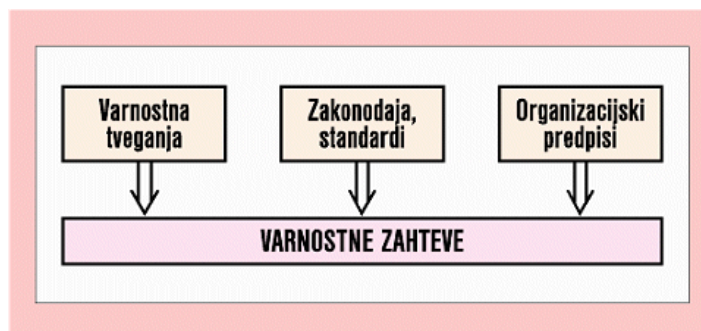 Varnostna
tveganja
Zakonodaja,
standardi
Organizacijski
predpisi
VARNOSTNE ZAHTEVE